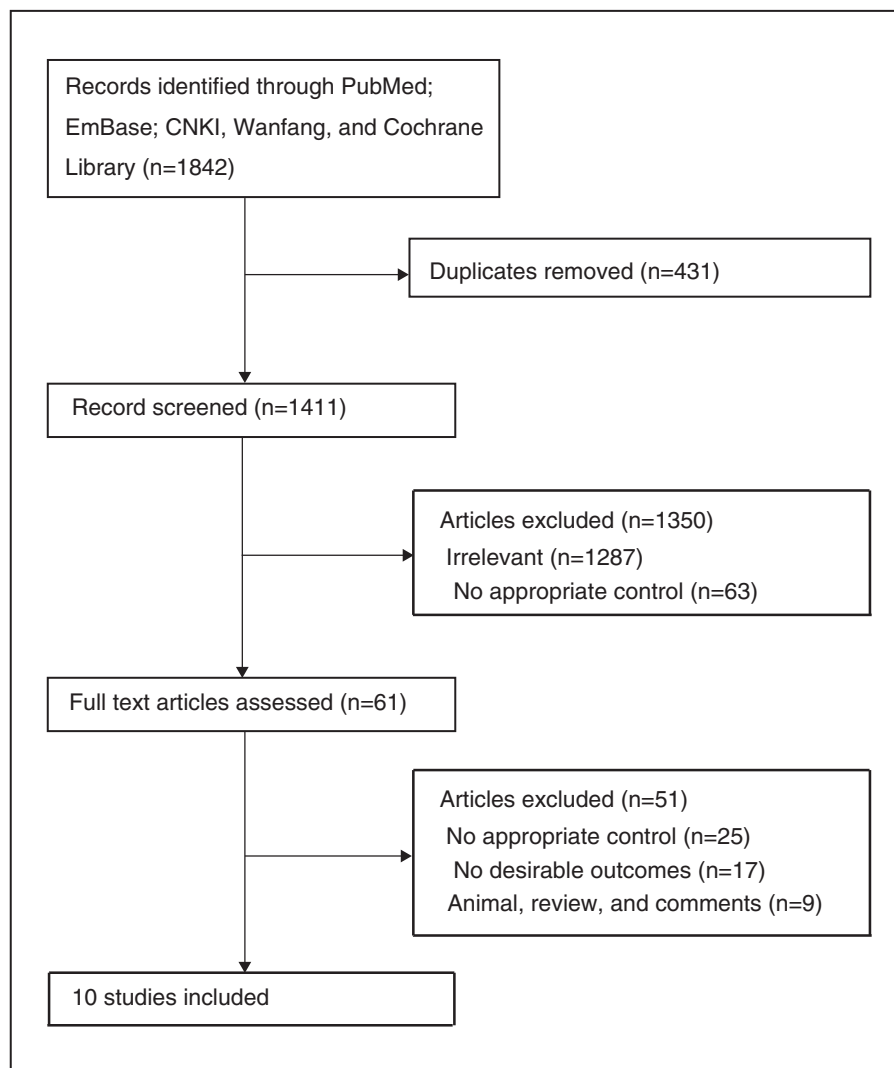 Records identified through PubMed;
EmBase; CNKI, Wanfang, and Cochrane
Library (n=1842)
Duplicates removed (n=431)
Record screened (n=1411)
Articles excluded (n=1350)
Irrelevant (n=1287)
No appropriate control (n=63)
Full text articles assessed (n=61)
Articles excluded (n=51)
No appropriate control (n=25)
No desirable outcomes (n=17)
Animal, review, and comments (n=9)
10 studies included